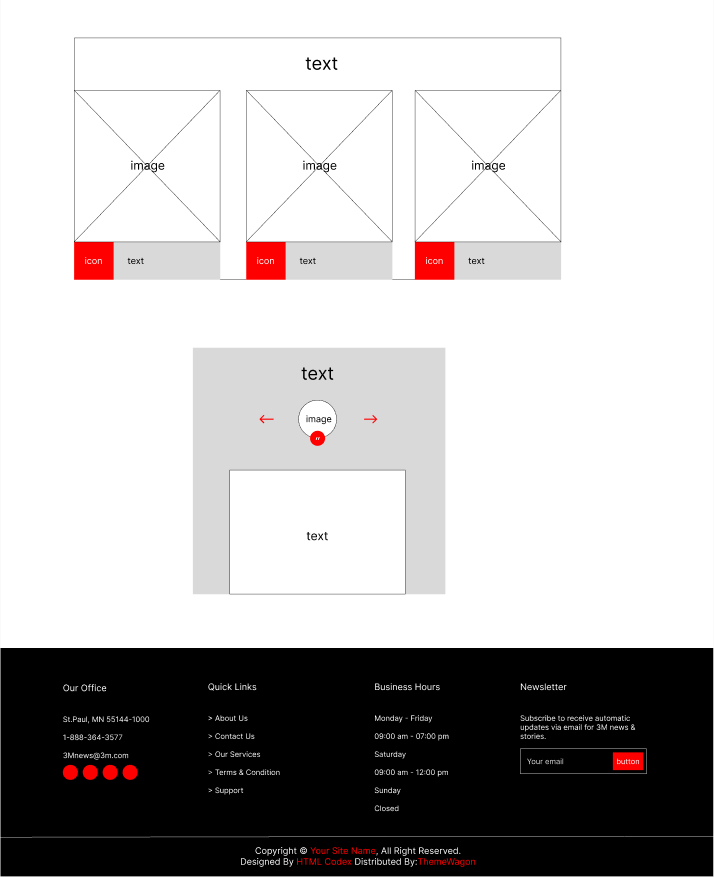 text
image
image
image
icon
text
icon
text
icon
text
text
image
"
text
Our Office
St.Paul, MN 55144-1000
1-888-364-3577
3Mnews@3m.com
Quick Links
> About Us
> Contact Us
> Our Services
> Terms & Condition
> Support
Business Hours
Monday - Friday
09:00 am - 07:00 pm
Saturday
09:00 am - 12:00 pm
Sunday
Closed
Newsletter
Subscribe to receive automatic
updates via email for 3M news &
stories.
Your email
button
Copyright © Your Site Name, All Right Reserved.
Designed By HTML Codex Distributed By:ThemeWagon